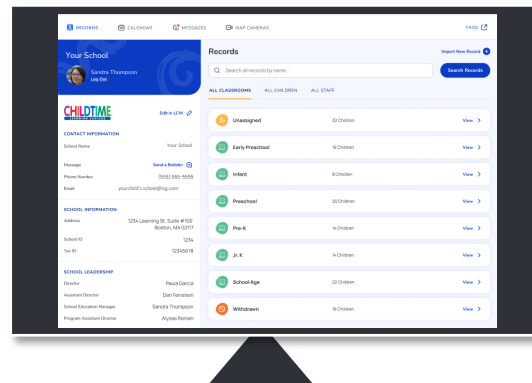 RECORDS
CALENDAR
MESSAGES
MAP CAMERAS
FAQS
Your School
Sandra Thompson
Log Out
CHILDTIME
LEARNING CENTERS
Edit in LCW
CONTACT INFORMATION
School Name Your School
Message Send a Bulletin
Phone Number (555) 555-5555
Email yourchild's.school@lcg.com
SCHOOL INFORMATION
Address 1234 Learning St. Suite #100
Boston, MA 02117
School ID 1234
Tax ID 12345678
SCHOOL LEADERSHIP
Director Paula Garcia
Assistant Director Dan Feinstein
School Education Manager Sandra Thompson
Program Assistant Director Alyssa Roman
Records
Import New Record
Search all records by name...
Search Records
ALL CLASSROOMS ALL CHILDREN ALL STAFF
Unassigned 32 Children View
Early Preschool 16 Children View
Infant 8 Children View
Preschool 20 Children View
Pre-K 14 Children View
Jr. K 14 Children View
School Age 22 Children View
Withdrawn 16 Children View